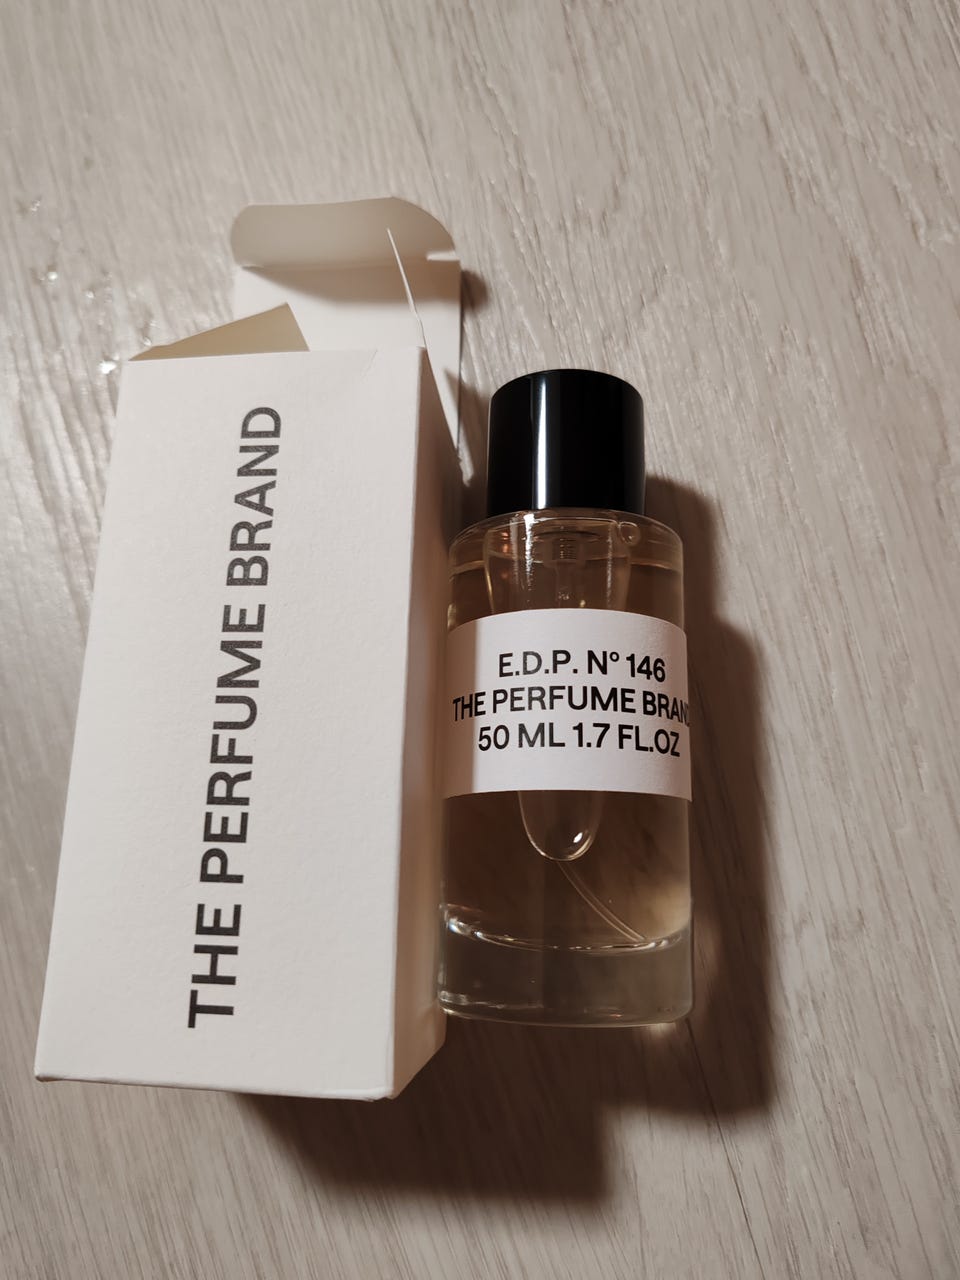 THE PERFUME BRAND
E.D.P. N° 146
THE PERFUME BRAND
50 ML 1.7 FL.OZ